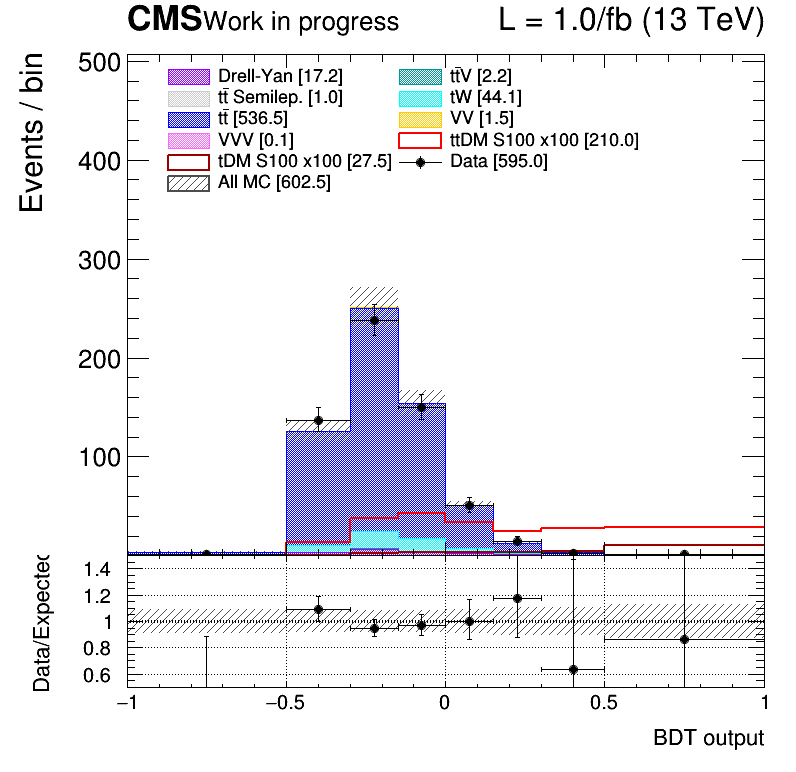 CMS Work in progress L = 1.0/fb (13 TeV)
Events / bin
500
400
300
200
100
Drell-Yan [17.2] tt̄V [2.2]
tt̄ Semilep. [1.0] tW [44.1]
tt̄ [536.5] VV [1.5]
VVV [0.1] ttDM S100 x100 [210.0]
tDM S100 x100 [27.5] Data [595.0]
All MC [602.5]
Data/Expected
1.4
1.2
1
0.8
0.6
−1 −0.5 0 0.5 1
BDT output